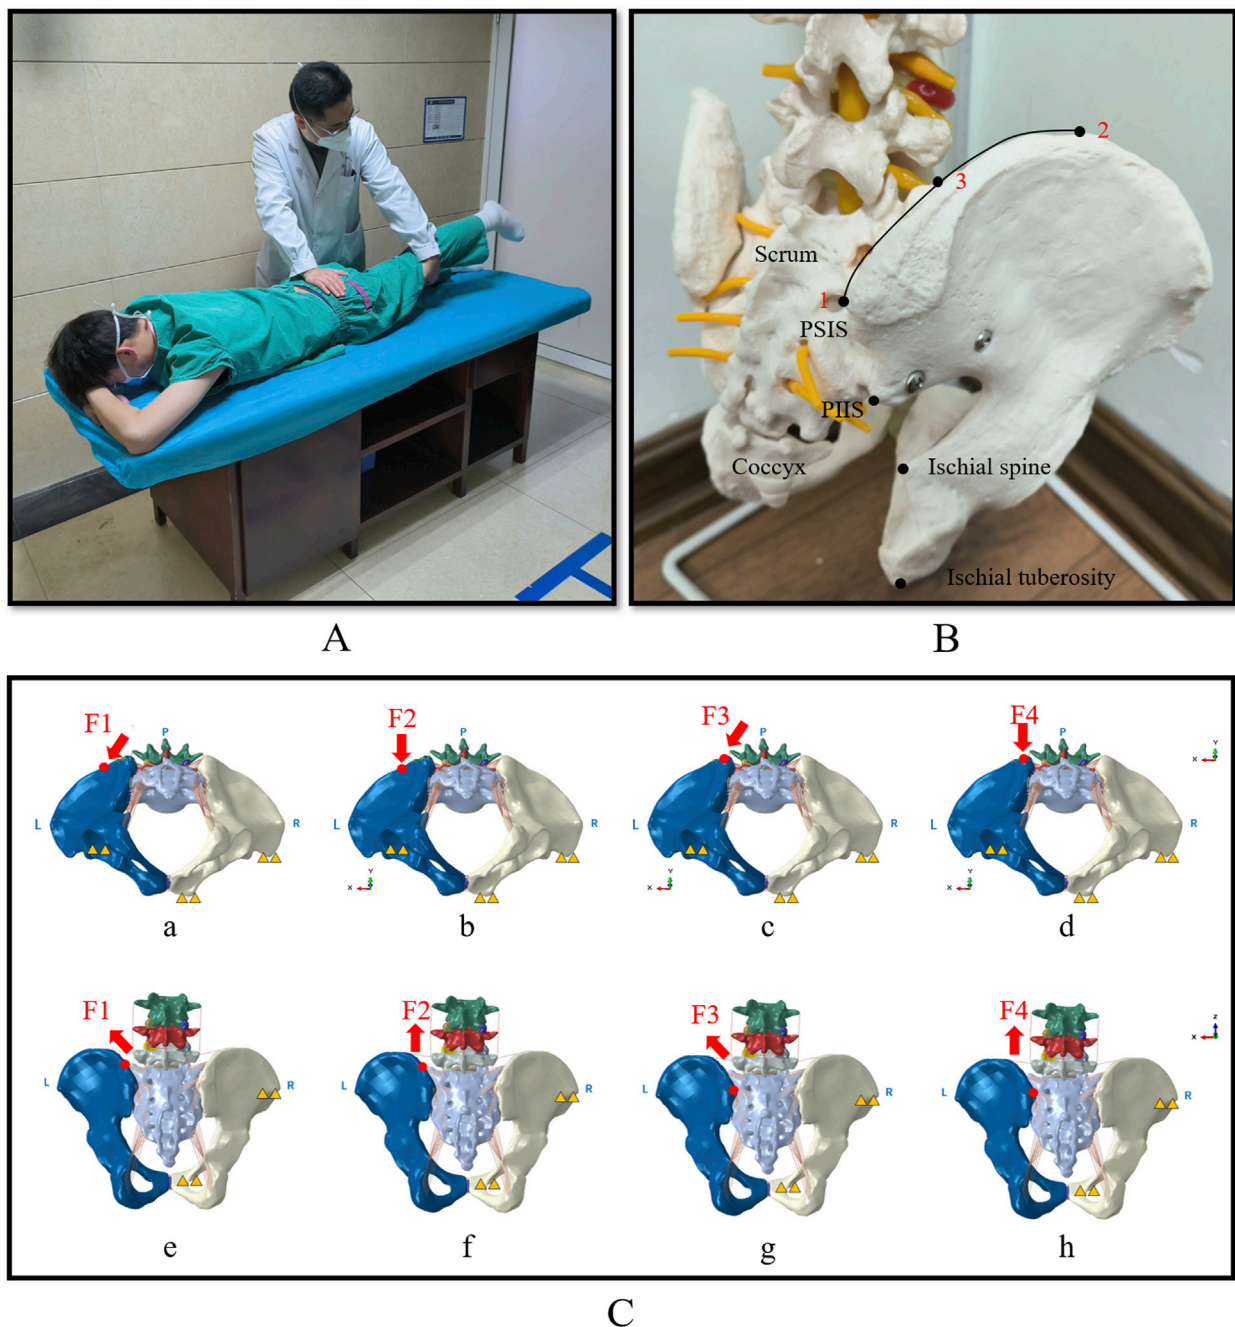 2
3
Scrum
1
PSIS
PIIS
Coccyx
Ischial spine
Ischial tuberosity
A
B
F1
F2
F3
F4
P
P
P
P
Y
X
L
R
L
R
L
R
L
R
Y
X
Y
X
Y
X
a
b
c
d
F1
F2
F3
F4
Z
X
L
R
L
R
L
R
L
R
e
f
g
h
C